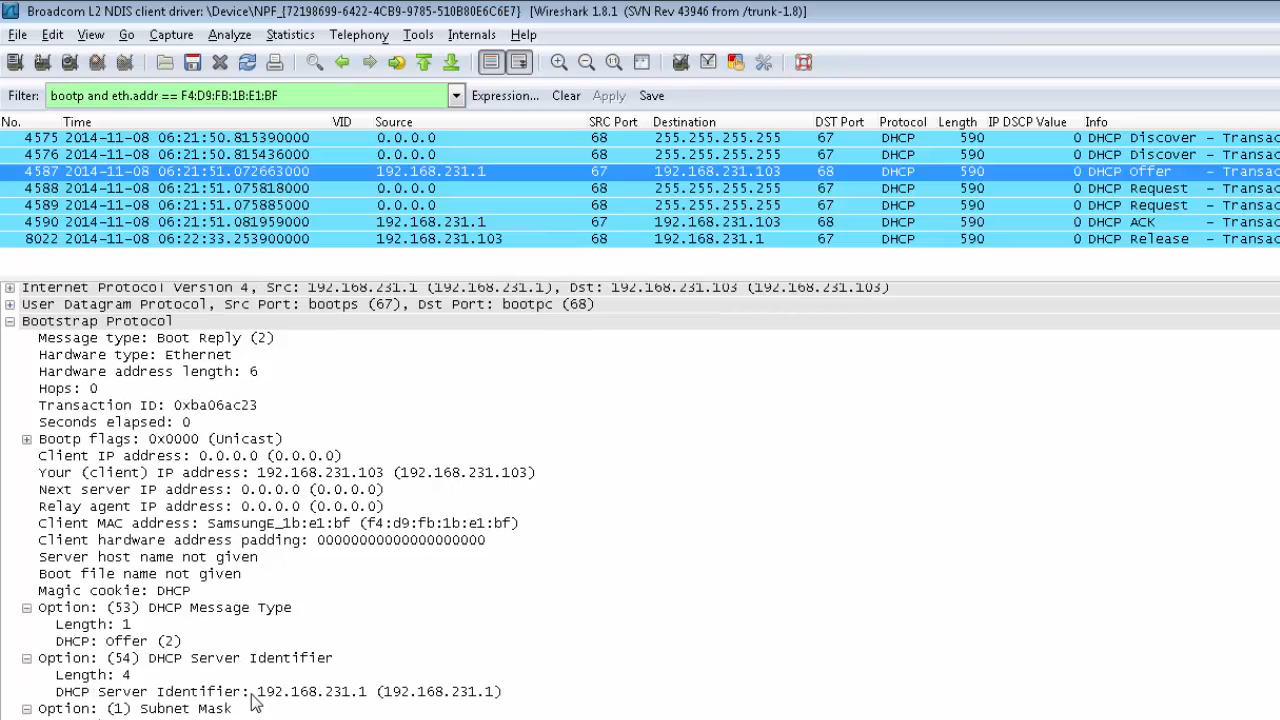 Broadcom L2 NDIS client driver: \Device\NPF_{72198699-6422-4CB9-9785-510B80E6C6E7} [Wireshark 1.8.1 (SVN Rev 43946 from /trunk-1.8)]
File Edit View Go Capture Analyze Statistics Telephony Tools Internals Help
Filter: bootp and eth.addr == F4:D9:FB:1B:E1:BF Expression... Clear Apply Save
No. Time VID Source SRC Port Destination DST Port Protocol Length IP DSCP Value Info
4575 2014-11-08 06:21:50.815390000 0.0.0.0 68 255.255.255.255 67 DHCP 590 0 DHCP Discover - Transac
4576 2014-11-08 06:21:50.815436000 0.0.0.0 68 255.255.255.255 67 DHCP 590 0 DHCP Discover - Transac
4587 2014-11-08 06:21:51.072663000 192.168.231.1 67 192.168.231.103 68 DHCP 590 0 DHCP Offer - Transac
4588 2014-11-08 06:21:51.075818000 0.0.0.0 68 255.255.255.255 67 DHCP 590 0 DHCP Request - Transac
4589 2014-11-08 06:21:51.075885000 0.0.0.0 68 255.255.255.255 67 DHCP 590 0 DHCP Request - Transac
4590 2014-11-08 06:21:51.081959000 192.168.231.1 67 192.168.231.103 68 DHCP 590 0 DHCP ACK - Transac
8022 2014-11-08 06:22:33.253900000 192.168.231.103 68 192.168.231.1 67 DHCP 590 0 DHCP Release - Transac
Internet Protocol Version 4, Src: 192.168.231.1 (192.168.231.1), Dst: 192.168.231.103 (192.168.231.103)
User Datagram Protocol, Src Port: bootps (67), Dst Port: bootpc (68)
Bootstrap Protocol
Message type: Boot Reply (2)
Hardware type: Ethernet
Hardware address length: 6
Hops: 0
Transaction ID: 0xba06ac23
Seconds elapsed: 0
Bootp flags: 0x0000 (Unicast)
Client IP address: 0.0.0.0 (0.0.0.0)
Your (client) IP address: 192.168.231.103 (192.168.231.103)
Next server IP address: 0.0.0.0 (0.0.0.0)
Relay agent IP address: 0.0.0.0 (0.0.0.0)
Client MAC address: SamsungE_1b:e1:bf (f4:d9:fb:1b:e1:bf)
Client hardware address padding: 00000000000000000000
Server host name not given
Boot file name not given
Magic cookie: DHCP
Option: (53) DHCP Message Type
Length: 1
DHCP: Offer (2)
Option: (54) DHCP Server Identifier
Length: 4
DHCP Server Identifier: 192.168.231.1 (192.168.231.1)
Option: (1) Subnet Mask